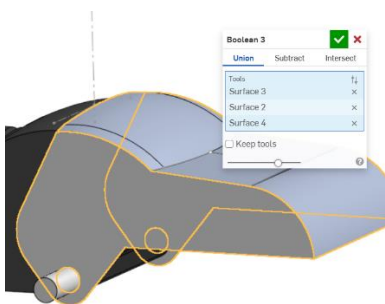 Boolean 3
Union Subtract Intersect
Tools
Surface 3
Surface 2
Surface 4
Keep tools